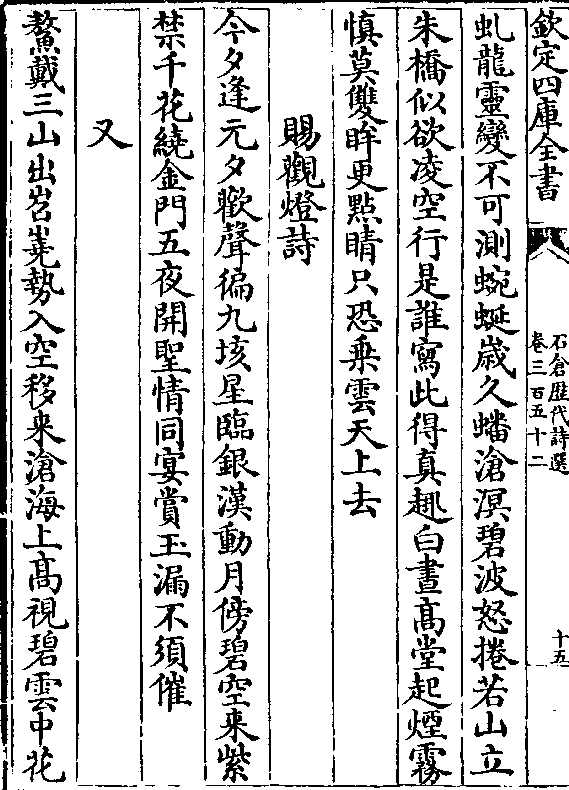 欽定四庫全書
石倉歴代詩選
卷三百五十二
十五
虬龍靈變不可測蜿蜒歳久蟠滄溟碧波怒捲若山立
朱橋似欲凌空行是誰寫此得真趣白晝髙堂起煙霧
慎莫雙眸更點睛只恐乗雲天上去
賜觀燈詩
今夕逢元夕歡聲徧九垓星臨銀漢動月傍碧空来紫
禁千花繞金門五夜開聖情同宴賞玉漏不須催
又
鰲戴三山出岧嶤勢入空移来滄海上髙視碧雲中花